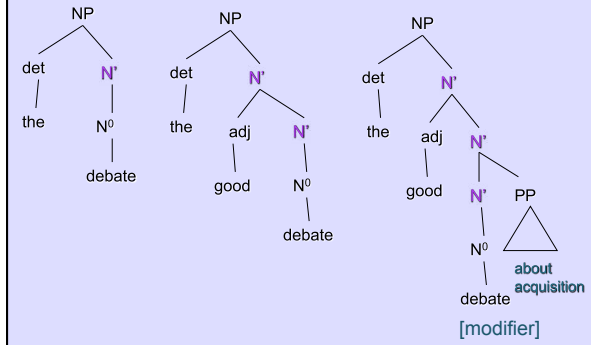 NP
det N’
the N⁰
debate
NP
det N’
the adj N’
good N⁰
debate
NP
det N’
the adj N’
good N’ PP
N⁰
about
acquisition
debate
[modifier]